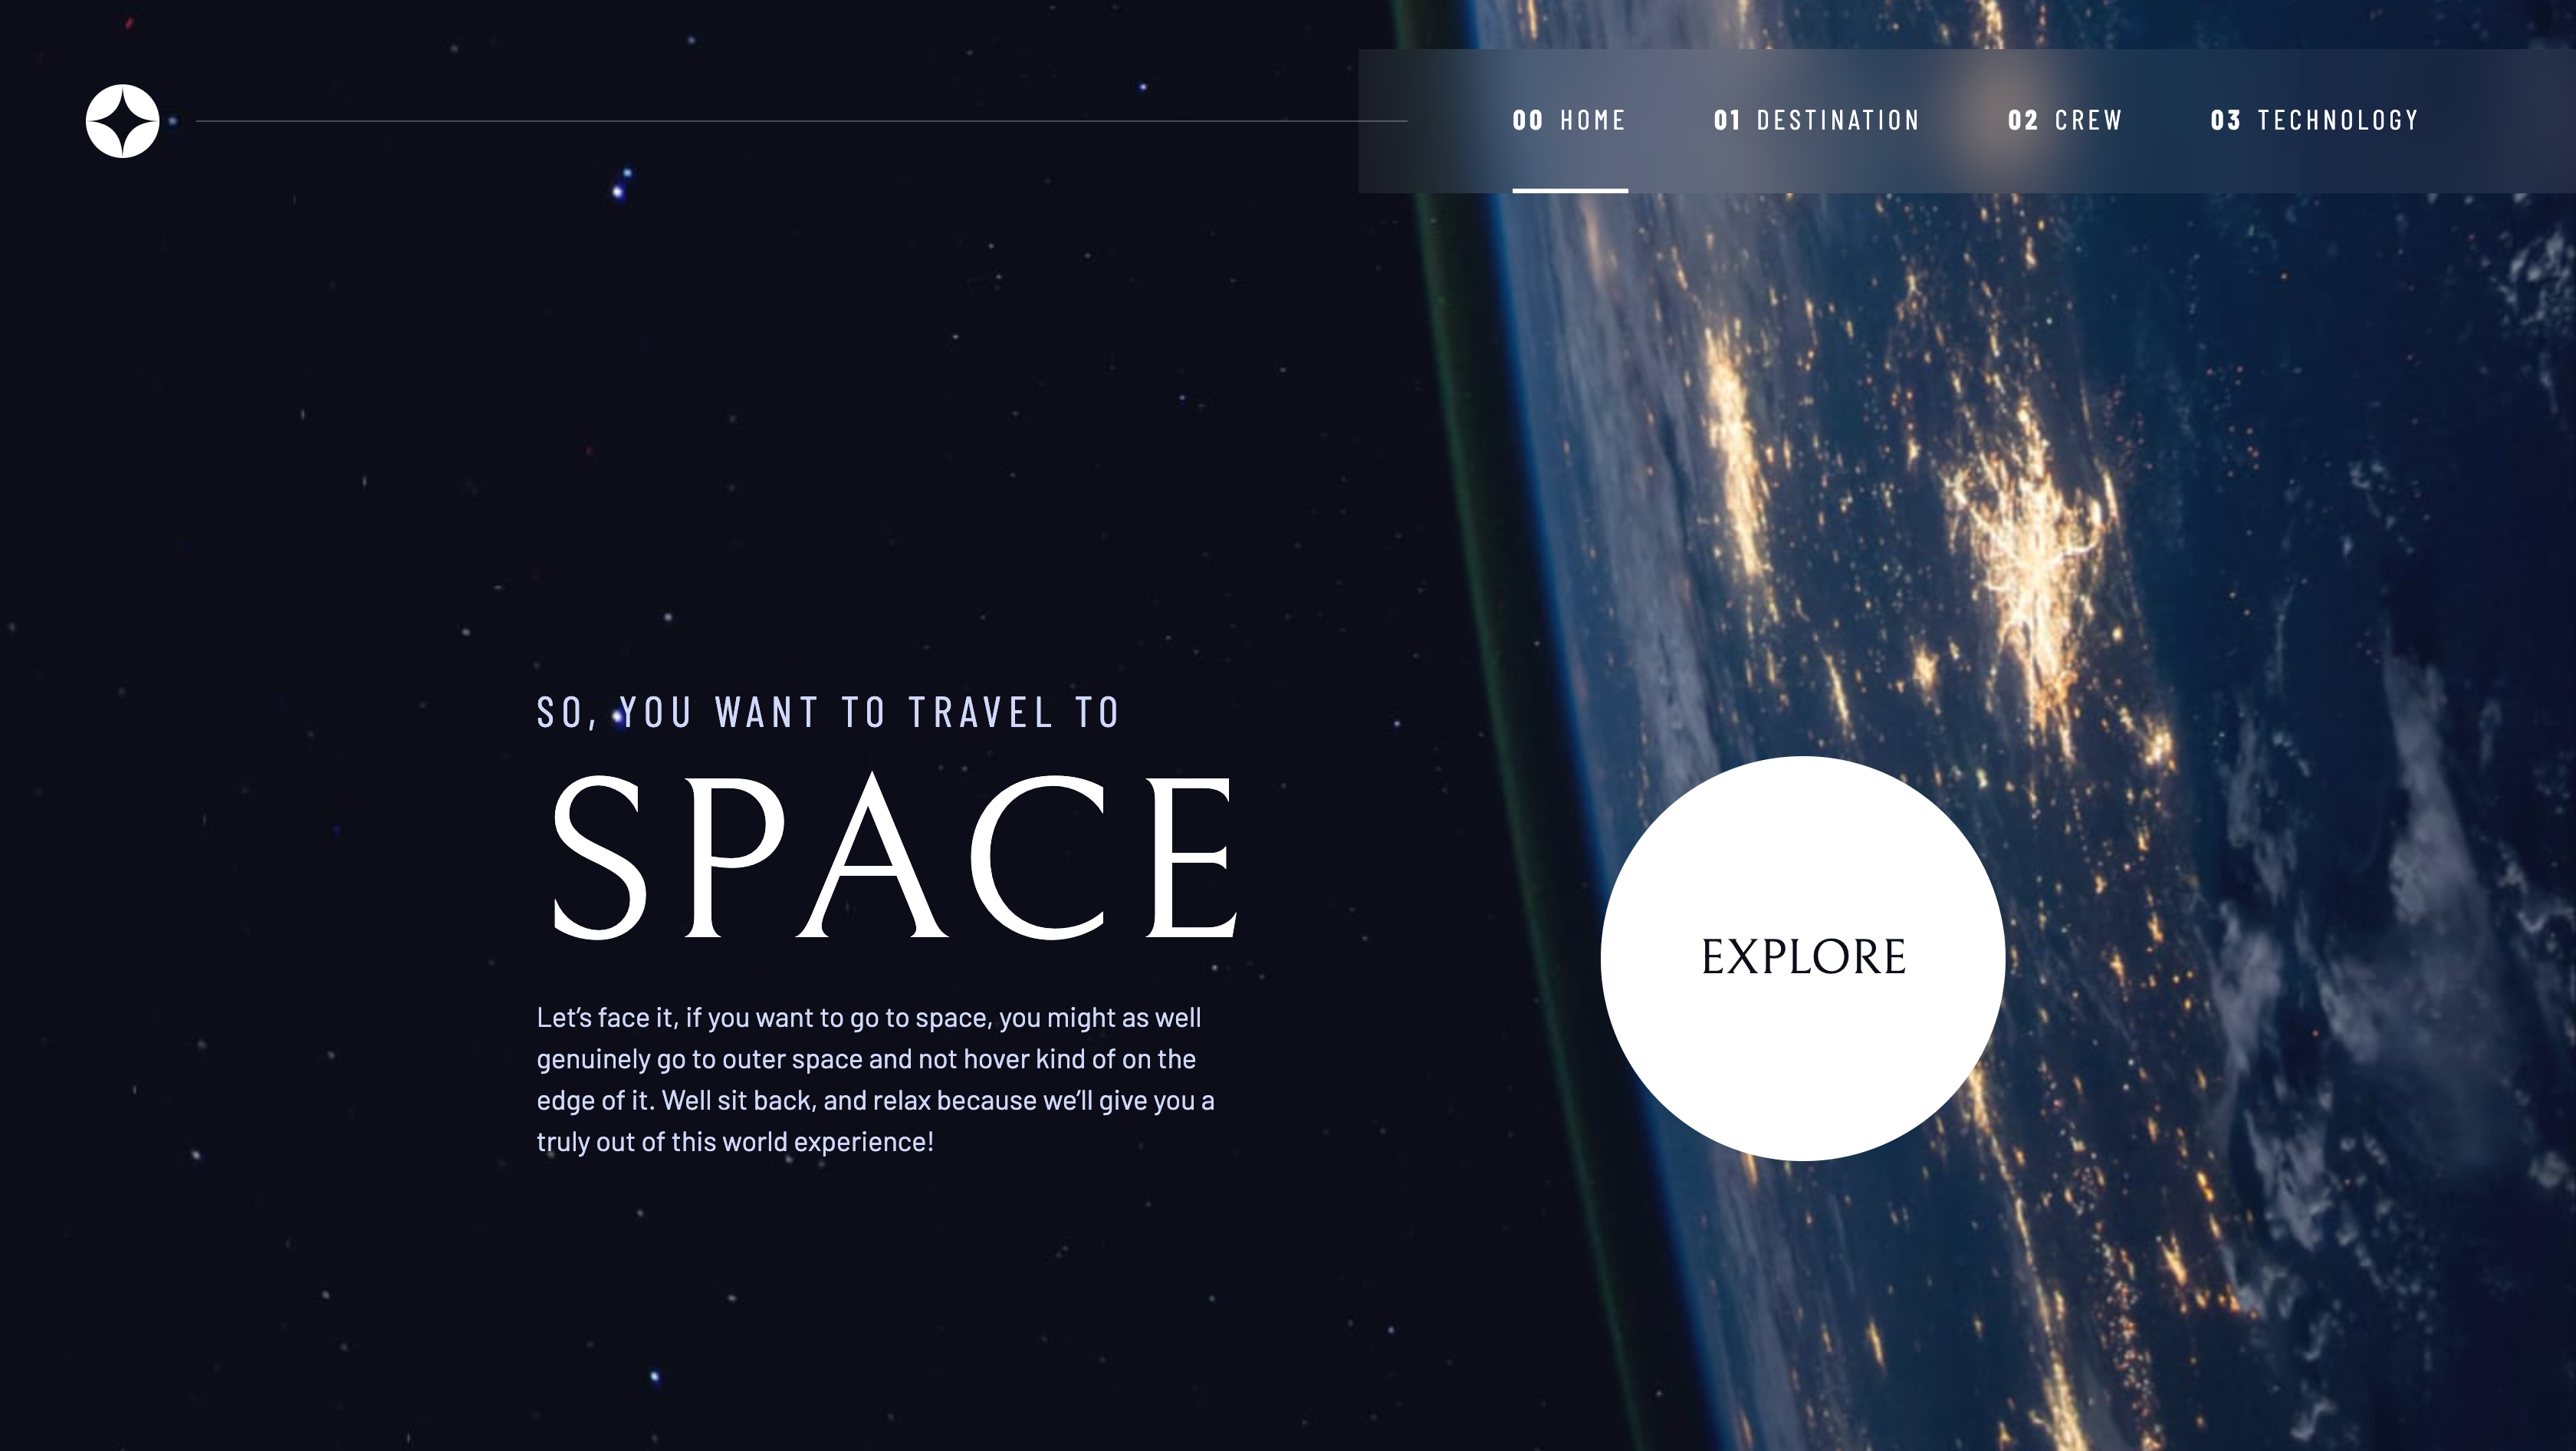 00 HOME 01 DESTINATION 02 CREW 03 TECHNOLOGY
SO, YOU WANT TO TRAVEL TO
SPACE
Let’s face it, if you want to go to space, you might as well
genuinely go to outer space and not hover kind of on the
edge of it. Well sit back, and relax because we’ll give you a
truly out of this world experience!
EXPLORE